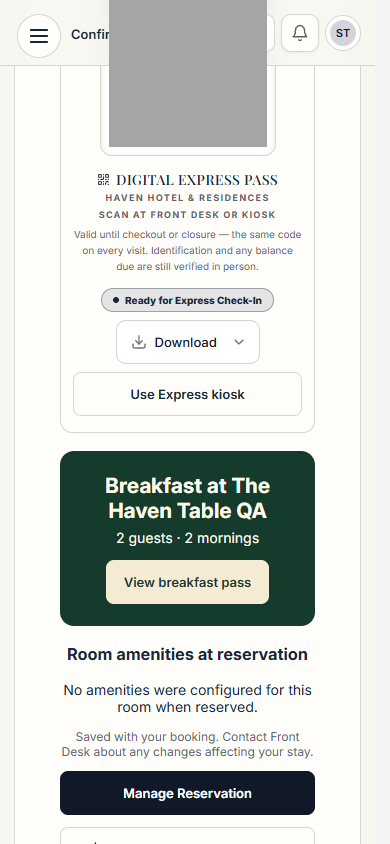 Confir
ST
DIGITAL EXPRESS PASS
HAVEN HOTEL & RESIDENCES
SCAN AT FRONT DESK OR KIOSK
Valid until checkout or closure — the same code
on every visit. Identification and any balance
due are still verified in person.
Ready for Express Check-In
Download
Use Express kiosk
Breakfast at The
Haven Table QA
2 guests · 2 mornings
View breakfast pass
Room amenities at reservation
No amenities were configured for this
room when reserved.
Saved with your booking. Contact Front
Desk about any changes affecting your stay.
Manage Reservation